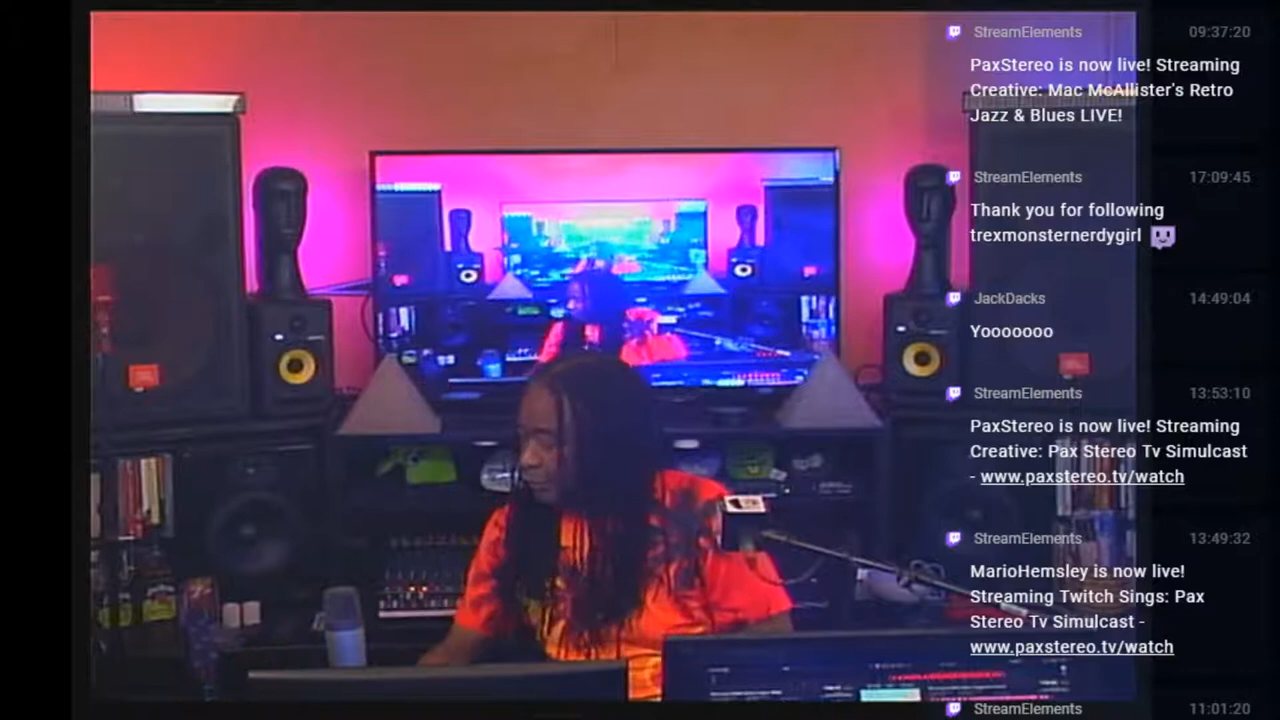 StreamElements 09:37:20
PaxStereo is now live! Streaming
Creative: Mac McAllister's Retro
Jazz & Blues LIVE!
StreamElements 17:09:45
Thank you for following
trexmonsternerdygirl
JackDacks 14:49:04
Yooooooo
StreamElements 13:53:10
PaxStereo is now live! Streaming
Creative: Pax Stereo Tv Simulcast
- www.paxstereo.tv/watch
StreamElements 13:49:32
MarioHemsley is now live!
Streaming Twitch Sings: Pax
Stereo Tv Simulcast -
www.paxstereo.tv/watch
StreamElements 11:01:20